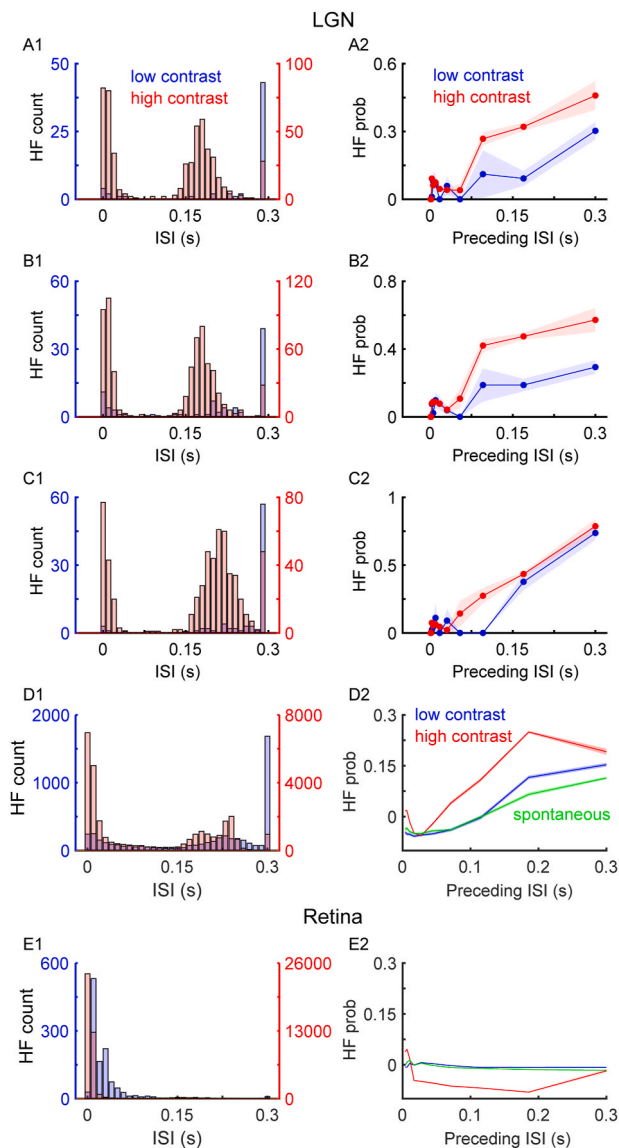 LGN
A1
A2
50
25
0
HF count
100
50
0
low contrast
high contrast
0
0.15
0.3
ISI (s)
0.6
0.3
0
HF prob
low contrast
high contrast
0
0.15
0.3
Preceding ISI (s)
B1
B2
60
30
0
HF count
120
60
0
0
0.15
0.3
ISI (s)
0.8
0.4
0
HF prob
0
0.15
0.3
Preceding ISI (s)
C1
C2
60
30
0
HF count
80
40
0
0
0.15
0.3
ISI (s)
1
0.5
0
HF prob
0
0.15
0.3
Preceding ISI (s)
D1
D2
2000
1000
0
HF count
8000
4000
0
0
0.15
0.3
ISI (s)
0.3
0.15
0
HF prob
low contrast
high contrast
spontaneous
0
0.1
0.2
0.3
Preceding ISI (s)
Retina
E1
E2
600
300
0
HF count
26000
13000
0
0
0.15
0.3
ISI (s)
0.3
0.15
0
HF prob
0
0.1
0.2
0.3
Preceding ISI (s)